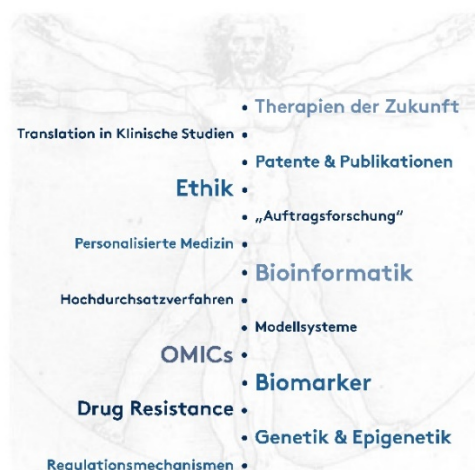 • Therapien der Zukunft
Translation in Klinische Studien •
• Patente & Publikationen
Ethik •
• „Auftragsforschung“
Personalisierte Medizin •
• Bioinformatik
Hochdurchsatzverfahren •
• Modellsysteme
OMICs •
• Biomarker
Drug Resistance •
• Genetik & Epigenetik
Regulationsmechanismen •